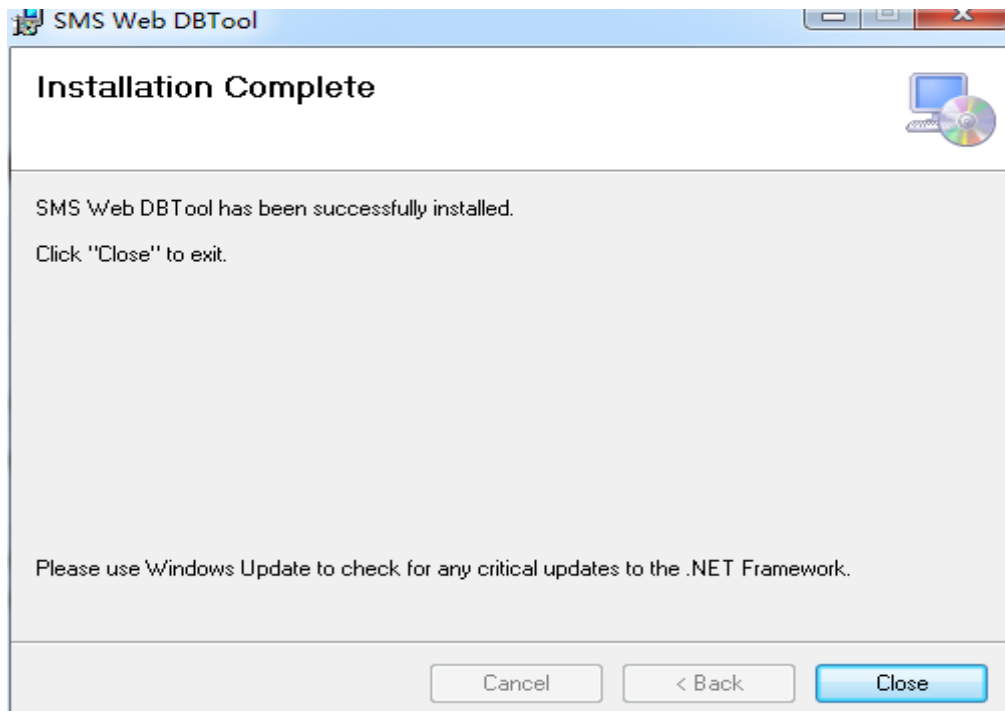 SMS Web DBTool
Installation Complete
SMS Web DBTool has been successfully installed.
Click "Close" to exit.
Please use Windows Update to check for any critical updates to the .NET Framework.
Cancel
< Back
Close